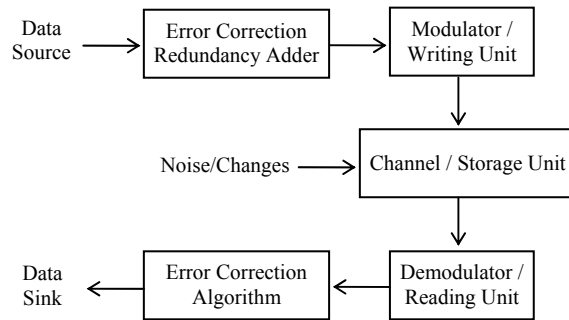 Data
Source
Error Correction
Redundancy Adder
Modulator /
Writing Unit
Noise/Changes
Channel / Storage Unit
Data
Sink
Error Correction
Algorithm
Demodulator /
Reading Unit